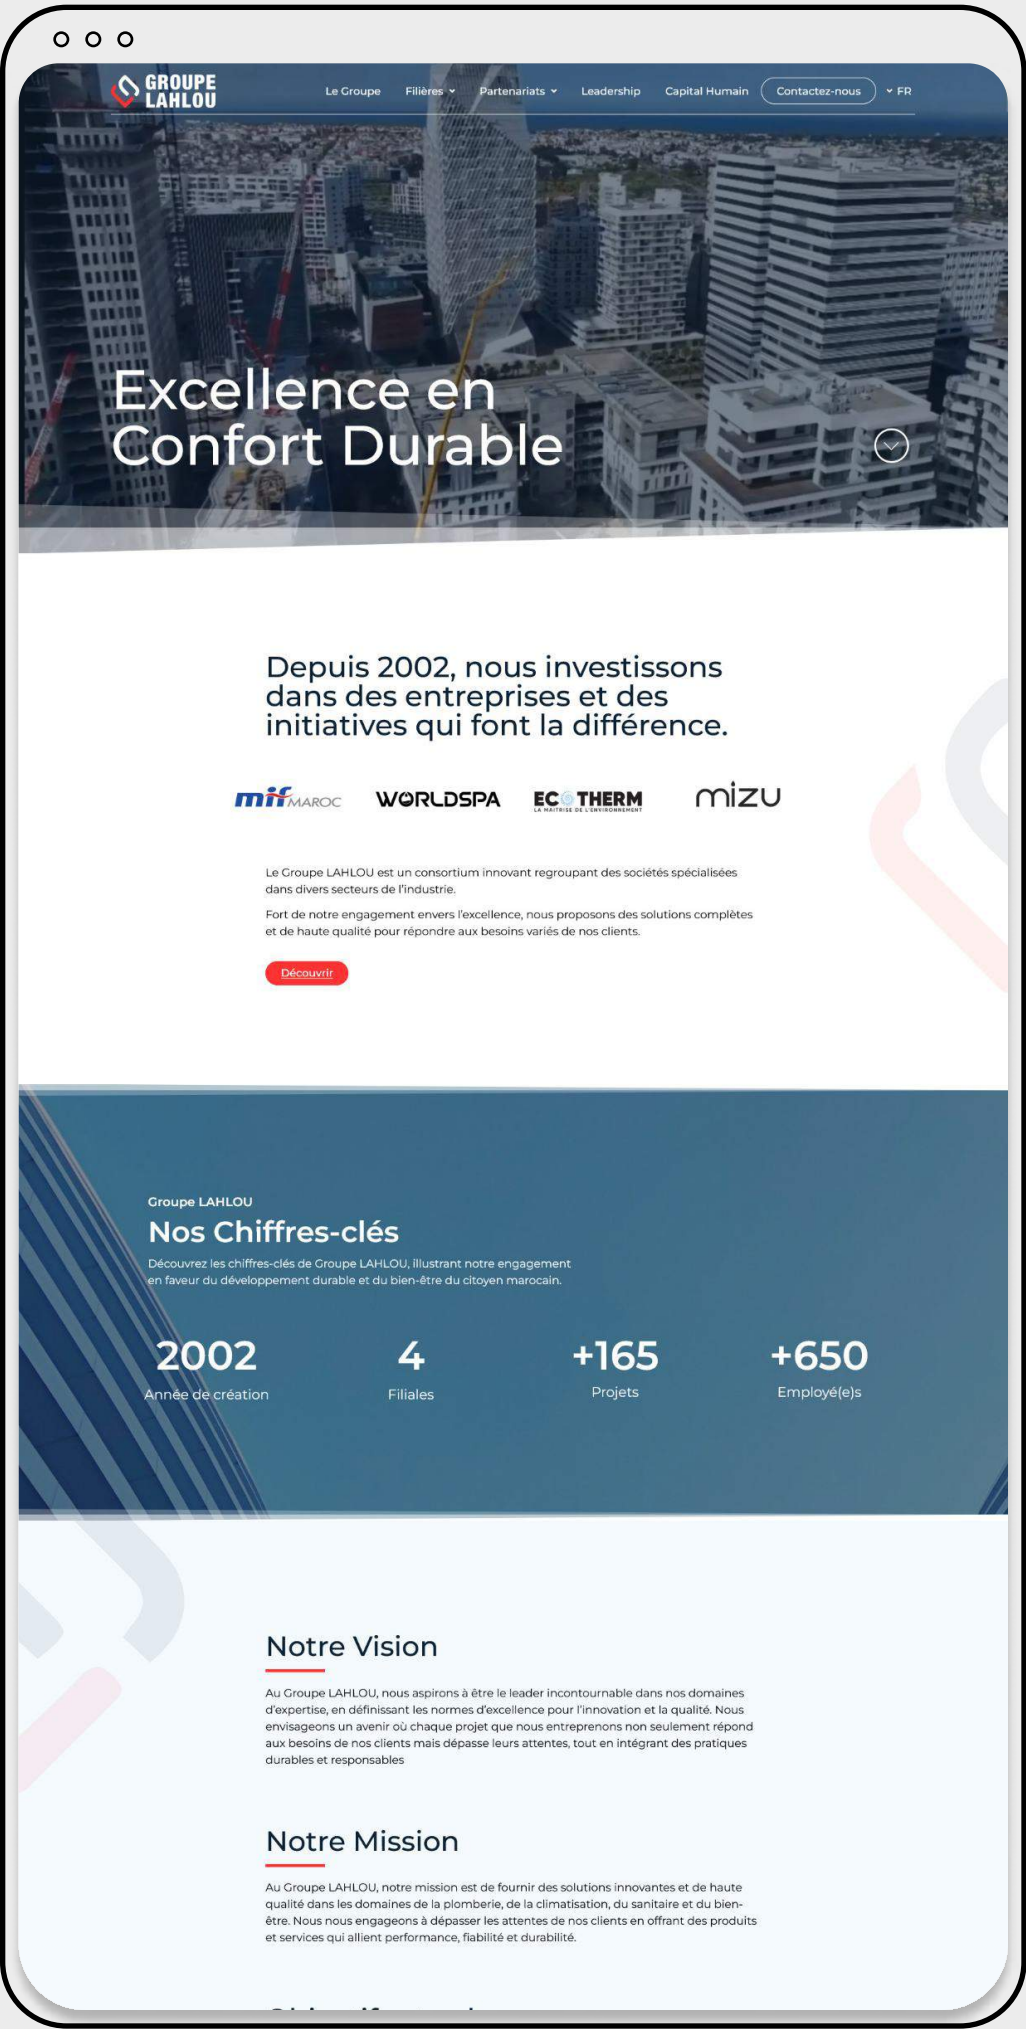 GROUPE
LAHLOU
Le Groupe Filières Partenariats Leadership Capital Humain Contactez-nous FR
Excellence en
Confort Durable
Depuis 2002, nous investissons
dans des entreprises et des
initiatives qui font la différence.
mif MAROC WORLDSPA ECOTHERM mizu
LA MAITRISE DE L'ENVIRONNEMENT
Le Groupe LAHLOU est un consortium innovant regroupant des sociétés spécialisées
dans divers secteurs de l'industrie.
Fort de notre engagement envers l'excellence, nous proposons des solutions complètes
et de haute qualité pour répondre aux besoins variés de nos clients.
Découvrir
Groupe LAHLOU
Nos Chiffres-clés
Découvrez les chiffres-clés de Groupe LAHLOU, illustrant notre engagement
en faveur du développement durable et du bien-être du citoyen marocain.
2002 4 +165 +650
Année de création Filiales Projets Employé(e)s
Notre Vision
Au Groupe LAHLOU, nous aspirons à être le leader incontournable dans nos domaines
d'expertise, en définissant les normes d'excellence pour l'innovation et la qualité. Nous
envisageons un avenir où chaque projet que nous entreprenons non seulement répond
aux besoins de nos clients mais dépasse leurs attentes, tout en intégrant des pratiques
durables et responsables
Notre Mission
Au Groupe LAHLOU, notre mission est de fournir des solutions innovantes et de haute
qualité dans les domaines de la plomberie, de la climatisation, du sanitaire et du bien-
être. Nous nous engageons à dépasser les attentes de nos clients en offrant des produits
et services qui allient performance, fiabilité et durabilité.